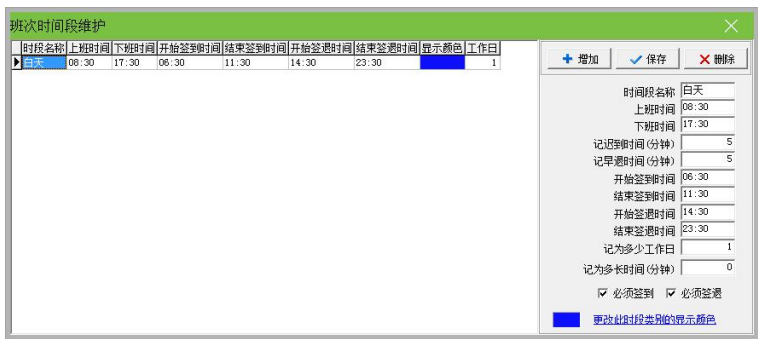 班次时间段维护
时段名称 上班时间 下班时间 开始签到时间 结束签到时间 开始签退时间 结束签退时间 显示颜色 工作日
白天 08:30 17:30 06:30 11:30 14:30 23:30 1
增加 保存 删除
时间段名称 白天
上班时间 08:30
下班时间 17:30
记迟到时间(分钟) 5
记早退时间(分钟) 5
开始签到时间 06:30
结束签到时间 11:30
开始签退时间 14:30
结束签退时间 23:30
记为多少工作日 1
记为多长时间(分钟) 0
必须签到 必须签退
更改此时段类别的显示颜色